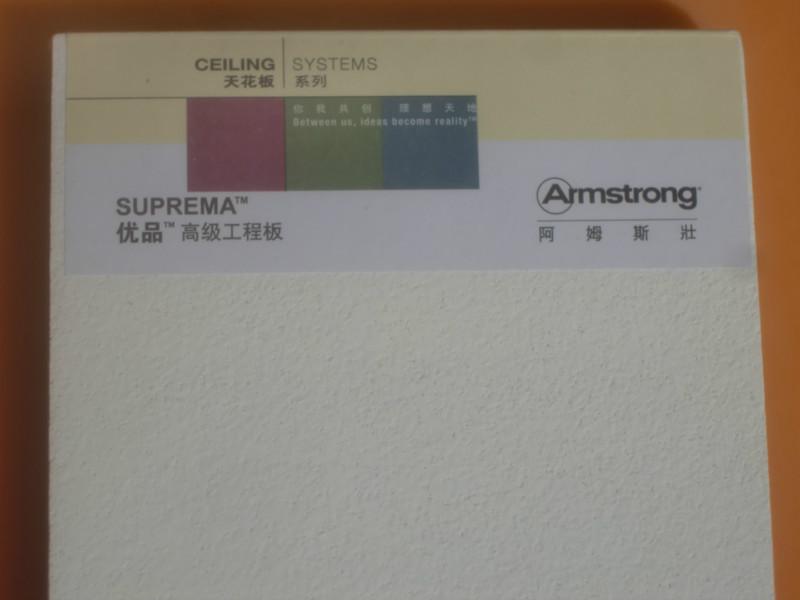 CEILING SYSTEMS
天花板 系列
你我共创 理想天地
Between us, ideas become reality™
SUPREMA™
优品™ 高级工程板
Armstrong®
阿姆斯壯